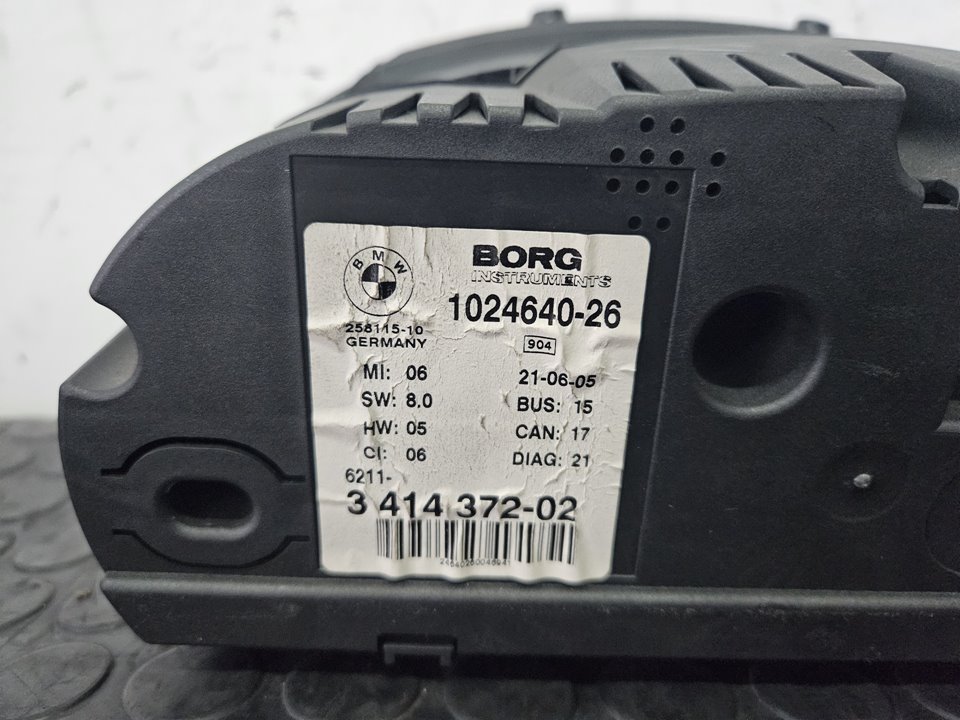 BMW
BORG
INSTRUMENTS
1024640-26
258115-10
GERMANY
904
MI: 06
21-06-05
SW: 8.0
BUS: 15
HW: 05
CAN: 17
CI: 06
DIAG: 21
6211-
3 414 372-02